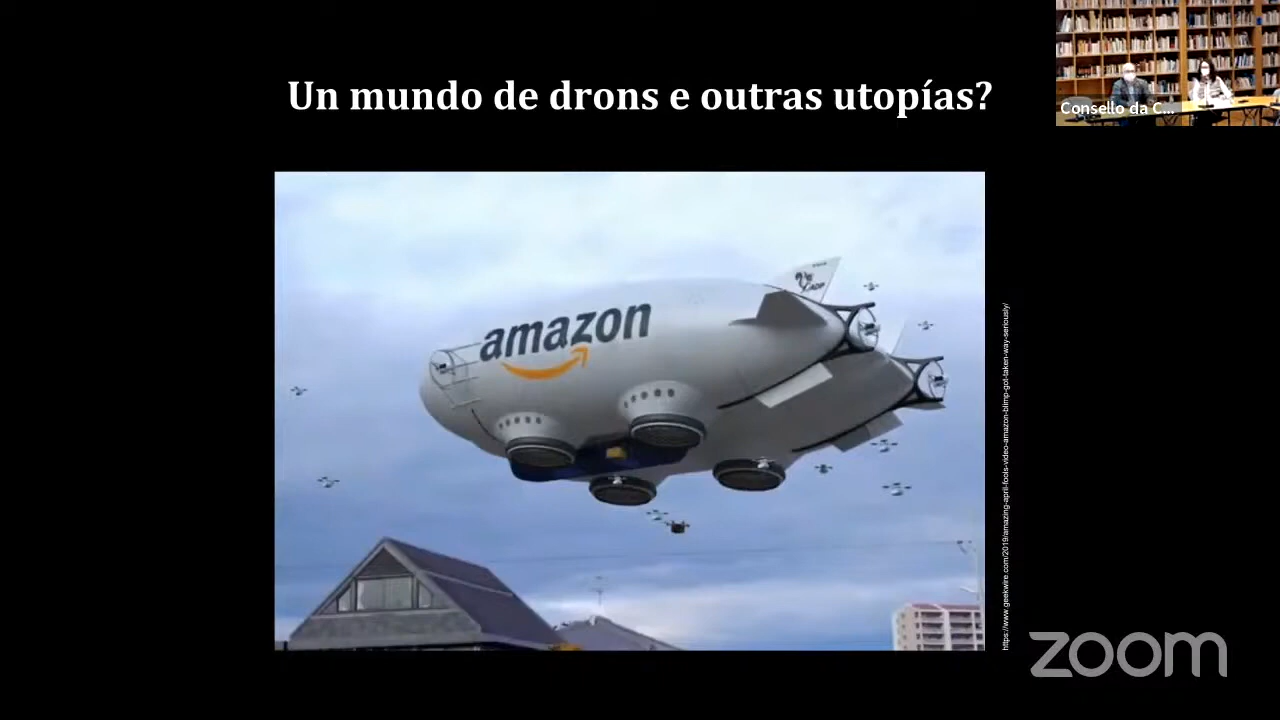 Un mundo de drons e outras utopías?
Consello da C...
amazon
https://www.geekwire.com/2019/amazing-april-fools-video-amazon-blimp-got-taken-way-seriously/
zoom